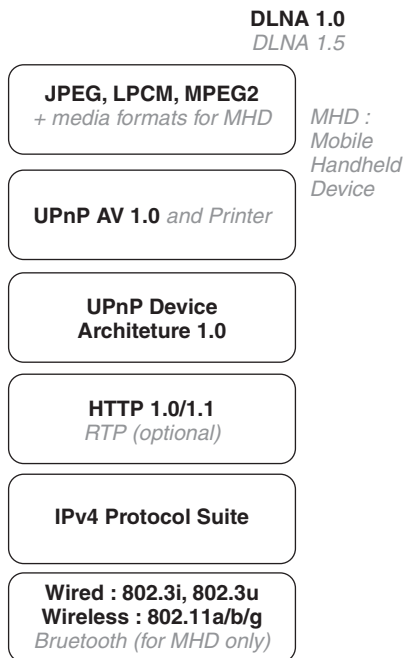 DLNA 1.0
DLNA 1.5
JPEG, LPCM, MPEG2
+ media formats for MHD
MHD :
Mobile
Handheld
Device
UPnP AV 1.0 and Printer
UPnP Device
Architeture 1.0
HTTP 1.0/1.1
RTP (optional)
IPv4 Protocol Suite
Wired : 802.3i, 802.3u
Wireless : 802.11a/b/g
Bruetooth (for MHD only)